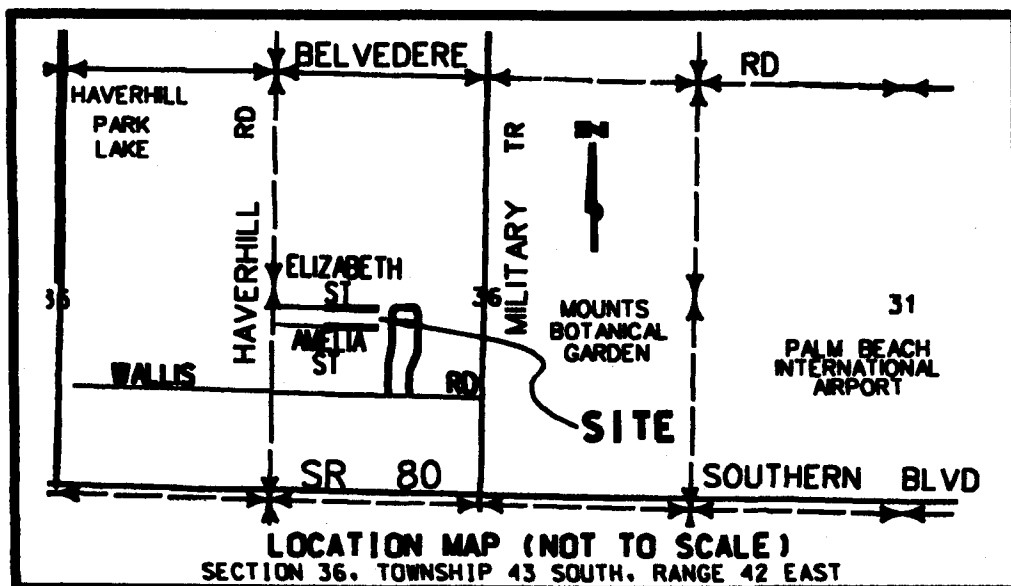 BELVEDERE RD
HAVERHILL
PARK
LAKE
HAVERHILL RD
MILITARY TR
N
ELIZABETH
ST
AMELIA
ST
36
36
MOUNTS
BOTANICAL
GARDEN
31
PALM BEACH
INTERNATIONAL
AIRPORT
WALLIS RD
SITE
SR 80 SOUTHERN BLVD
LOCATION MAP (NOT TO SCALE)
SECTION 36, TOWNSHIP 43 SOUTH, RANGE 42 EAST